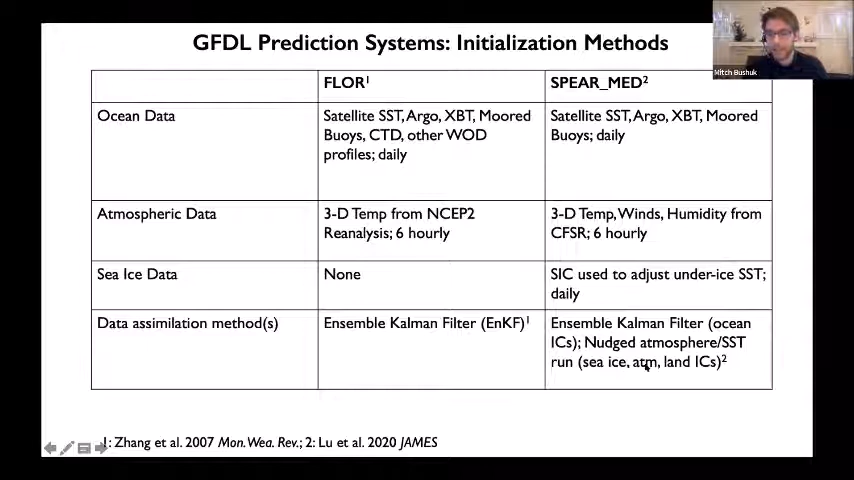 GFDL Prediction Systems: Initialization Methods
Mitch Bushuk
FLOR¹
SPEAR_MED²
Ocean Data
Satellite SST, Argo, XBT, Moored
Buoys, CTD, other WOD
profiles; daily
Satellite SST, Argo, XBT, Moored
Buoys; daily
Atmospheric Data
3-D Temp from NCEP2
Reanalysis; 6 hourly
3-D Temp, Winds, Humidity from
CFSR; 6 hourly
Sea Ice Data
None
SIC used to adjust under-ice SST;
daily
Data assimilation method(s)
Ensemble Kalman Filter (EnKF)¹
Ensemble Kalman Filter (ocean
ICs); Nudged atmosphere/SST
run (sea ice, atm, land ICs)²
1: Zhang et al. 2007 Mon. Wea. Rev.; 2: Lu et al. 2020 JAMES